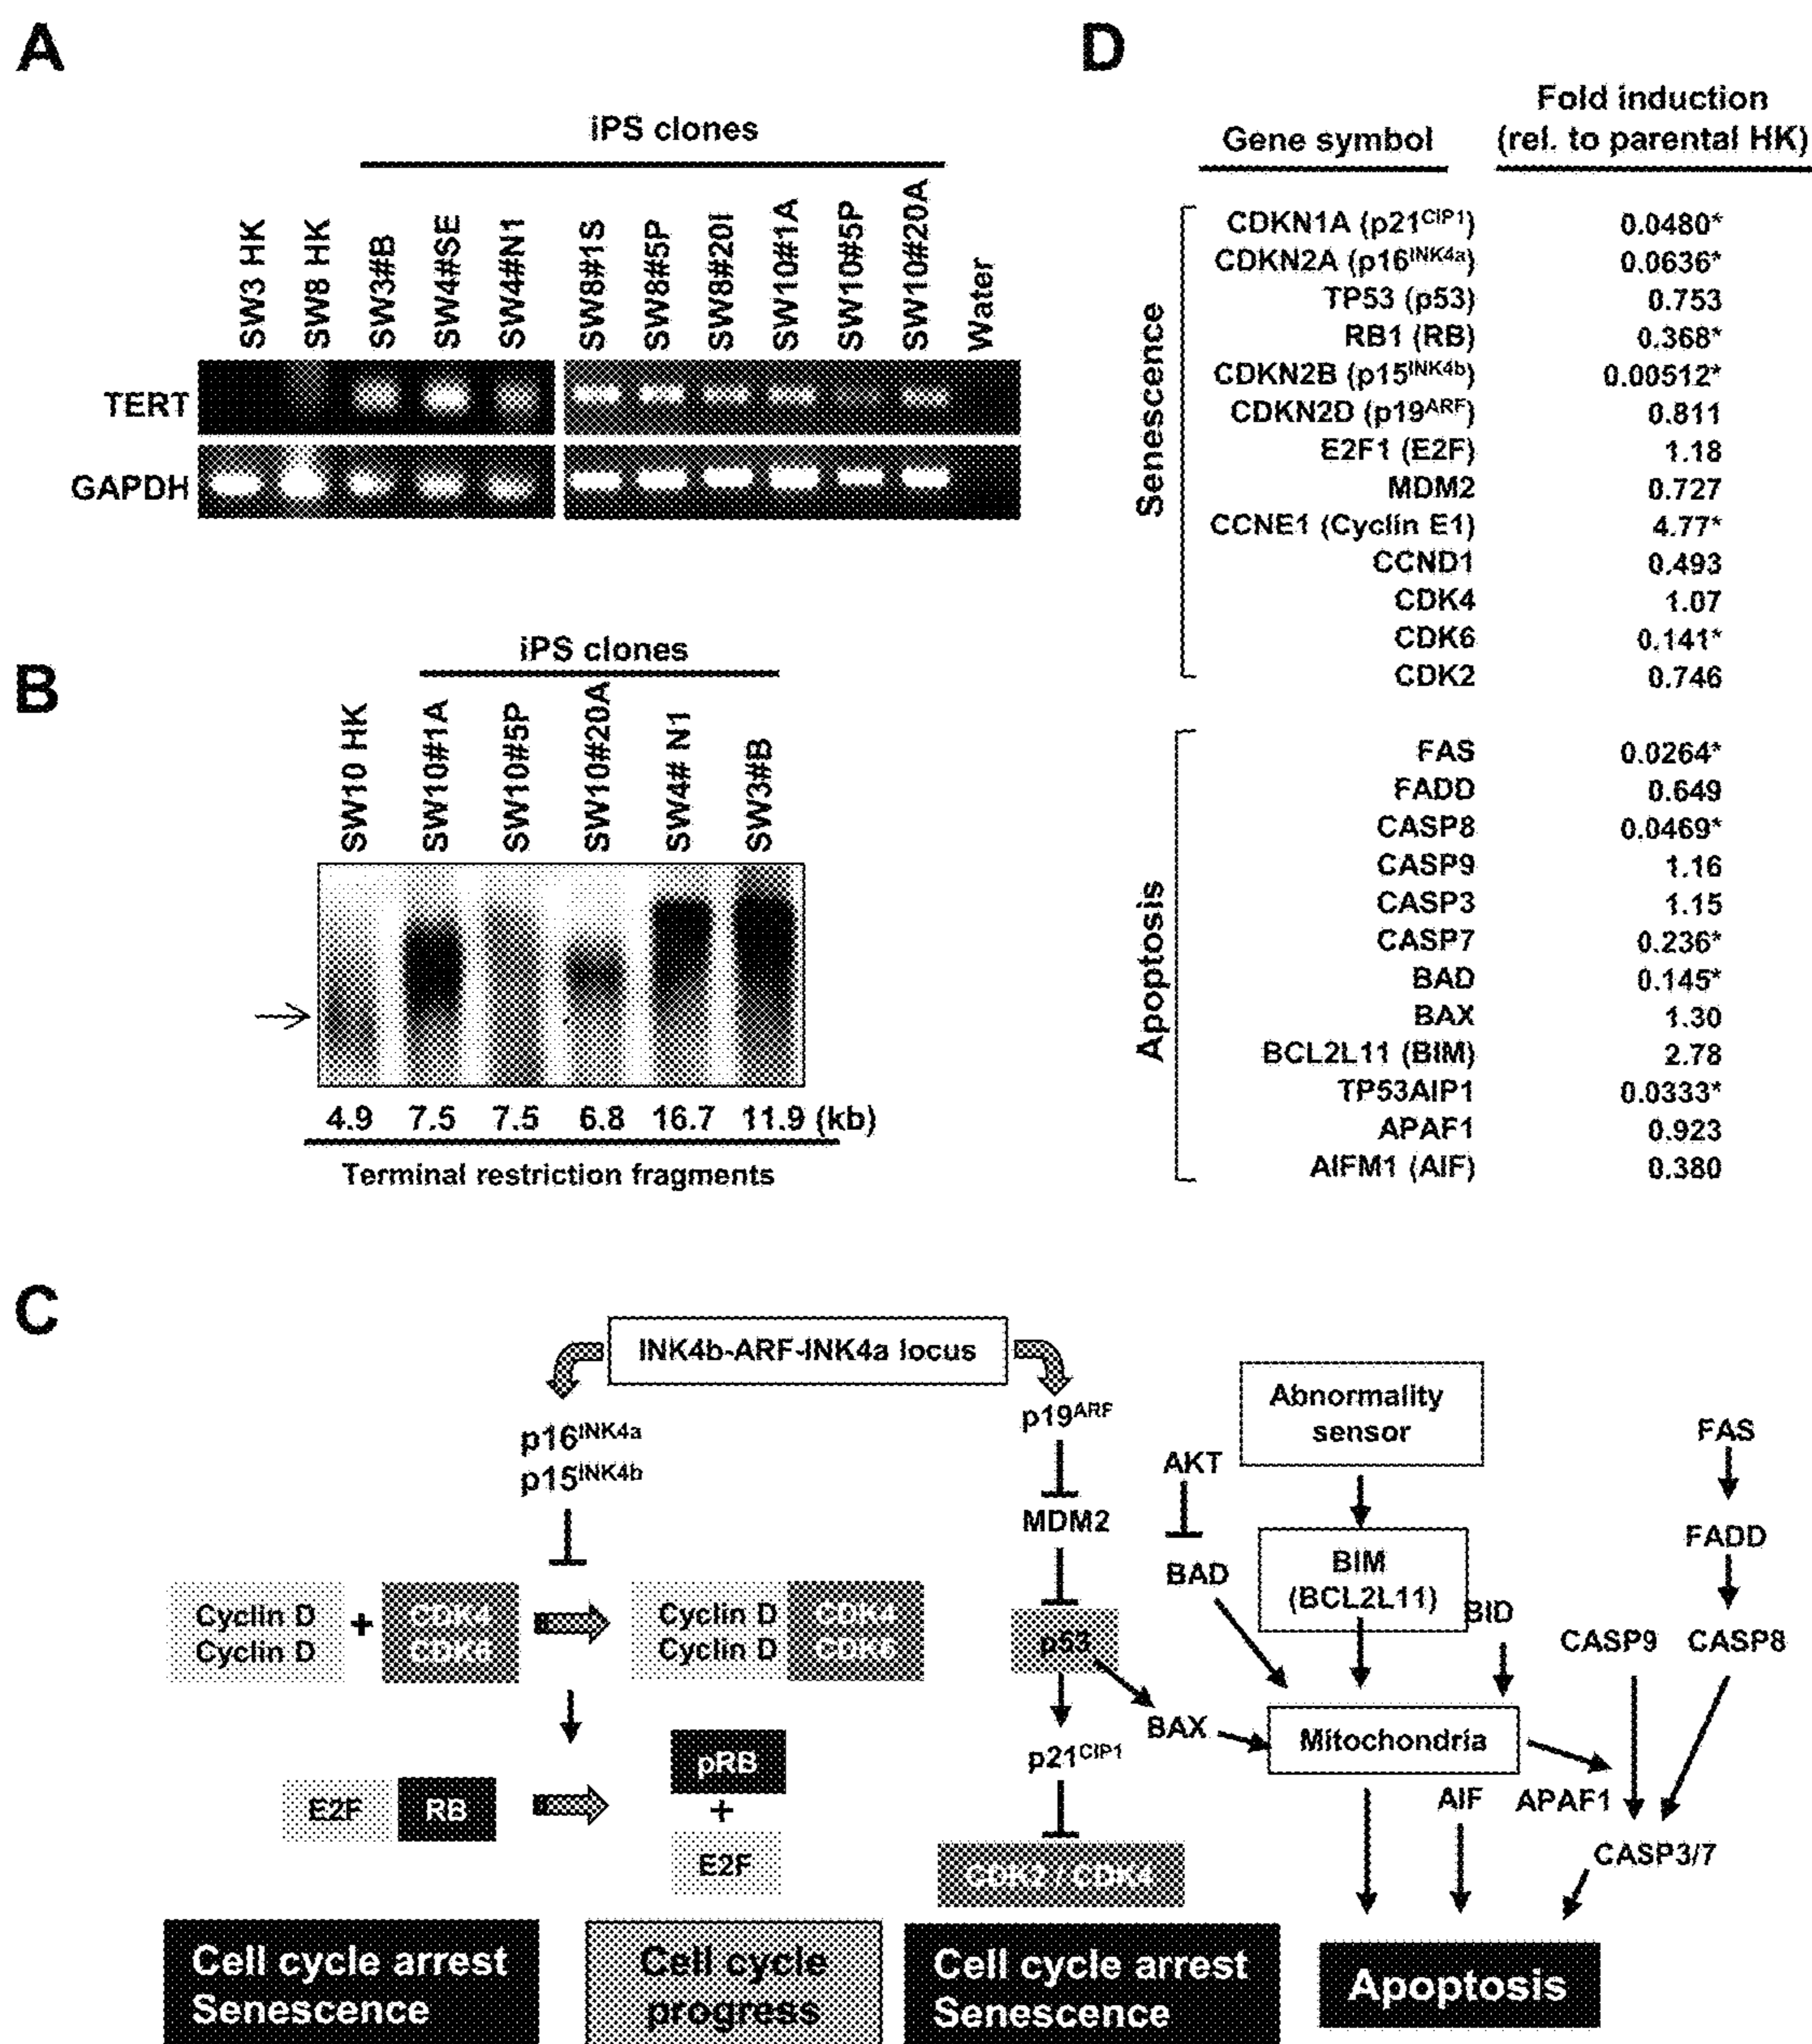 A
iPS clones
SW3 HK
SW8 HK
SW3#B
SW4#SE
SW4#N1
SW8#1S
SW8#5P
SW8#20I
SW10#1A
SW10#5P
SW10#20A
Water
TERT
GAPDH
B
iPS clones
SW10 HK
SW10#1A
SW10#5P
SW10#20A
SW4# N1
SW3#B
4.9 7.5 7.5 6.8 16.7 11.9 (kb)
Terminal restriction fragments
D
Gene symbol
Fold induction
(rel. to parental HK)
Senescence
CDKN1A (p21CIP1) 0.0480*
CDKN2A (p16INK4a) 0.0636*
TP53 (p53) 0.753
RB1 (RB) 0.368*
CDKN2B (p15INK4b) 0.00512*
CDKN2D (p19ARF) 0.811
E2F1 (E2F) 1.18
MDM2 0.727
CCNE1 (Cyclin E1) 4.77*
CCND1 0.493
CDK4 1.07
CDK6 0.141*
CDK2 0.746
Apoptosis
FAS 0.0264*
FADD 0.649
CASP8 0.0469*
CASP9 1.16
CASP3 1.15
CASP7 0.236*
BAD 0.145*
BAX 1.30
BCL2L11 (BIM) 2.78
TP53AIP1 0.0333*
APAF1 0.923
AIFM1 (AIF) 0.380
C
INK4b-ARF-INK4a locus
p16INK4a
p15INK4b
Cyclin D
Cyclin D
+
CDK4
CDK6
Cyclin D
Cyclin D
CDK4
CDK6
E2F
RB
pRB
+
E2F
p19ARF
MDM2
p53
p21CIP1
CDK2 / CDK4
AKT
BAD
BAX
Abnormality
sensor
BIM
(BCL2L11)
BID
Mitochondria
AIF
APAF1
FAS
FADD
CASP9
CASP8
CASP3/7
Cell cycle arrest
Senescence
Cell cycle
progress
Cell cycle arrest
Senescence
Apoptosis